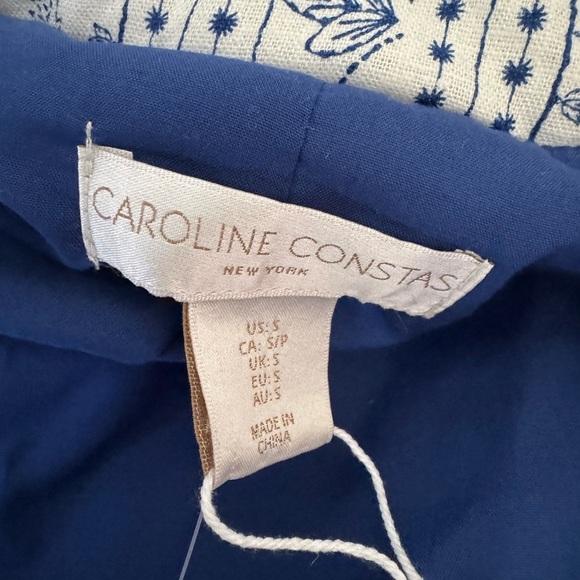 CAROLINE CONSTAS
NEW YORK
US: S
CA: S/P
UK: S
EU: S
AU: S
MADE IN
CHINA